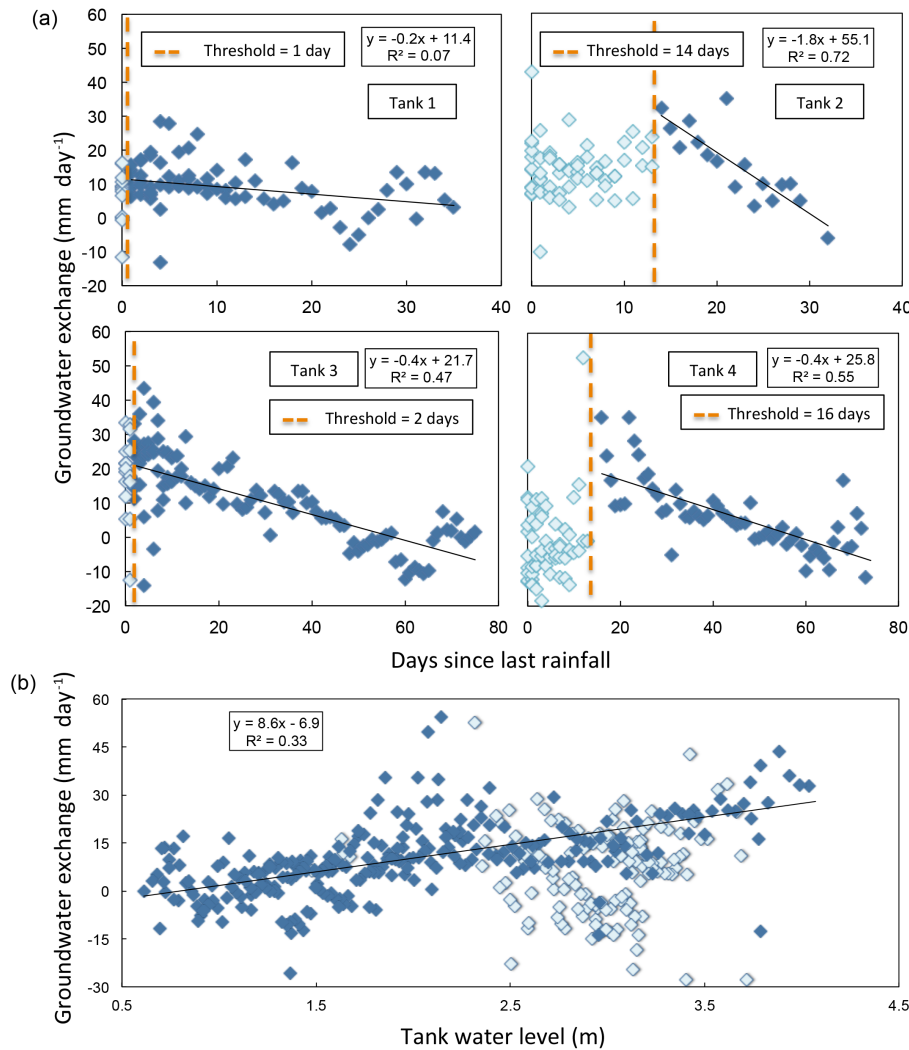 (a)
Groundwater exchange (mm day-1)
60
50
40
30
20
10
0
-10
-20
Threshold = 1 day
y = -0.2x + 11.4
R² = 0.07
Tank 1
0 10 20 30 40
Threshold = 14 days
y = -1.8x + 55.1
R² = 0.72
Tank 2
0 10 20 30 40
60
50
40
30
20
10
0
-10
-20
Tank 3
y = -0.4x + 21.7
R² = 0.47
Threshold = 2 days
0 20 40 60 80
Tank 4
y = -0.4x + 25.8
R² = 0.55
Threshold = 16 days
0 20 40 60 80
Days since last rainfall
(b)
Groundwater exchange (mm day-1)
60
45
30
15
0
-15
-30
y = 8.6x - 6.9
R² = 0.33
0.5 1.5 2.5 3.5 4.5
Tank water level (m)